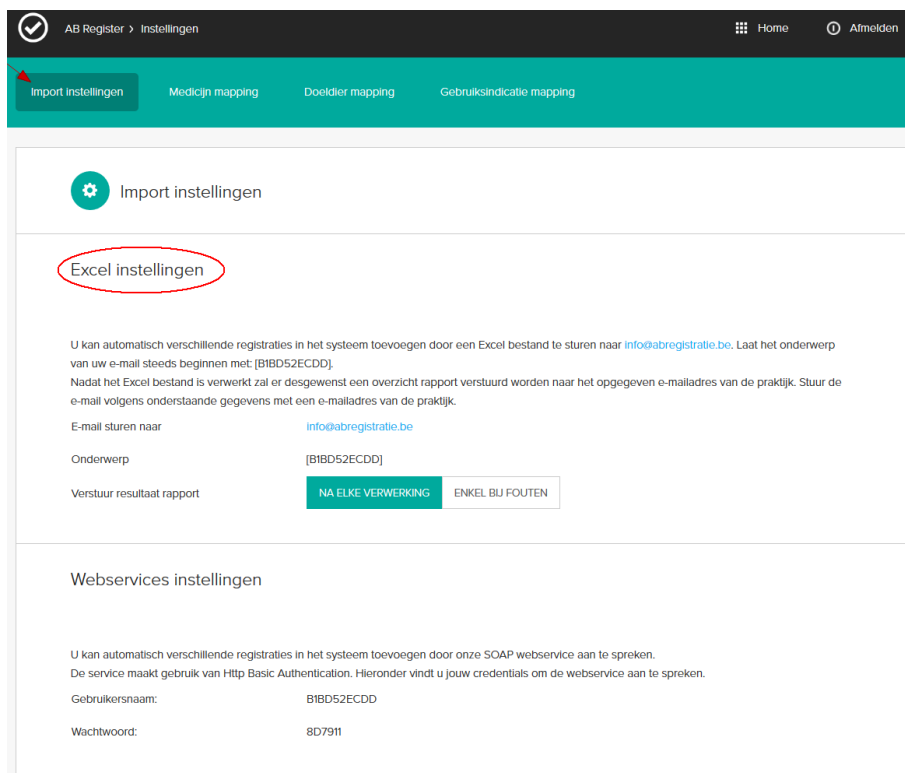 AB Register > Instellingen
Home
Afmelden
Import instellingen
Medicijn mapping
Doeldier mapping
Gebruiksindicatie mapping
Import instellingen
Excel instellingen
U kan automatisch verschillende registraties in het systeem toevoegen door een Excel bestand te sturen naar info@abregistratie.be. Laat het onderwerp
van uw e-mail steeds beginnen met: [B1BD52ECDD].
Nadat het Excel bestand is verwerkt zal er desgewenst een overzicht rapport verstuurd worden naar het opgegeven e-mailadres van de praktijk. Stuur de
e-mail volgens onderstaande gegevens met een e-mailadres van de praktijk.
E-mail sturen naar
info@abregistratie.be
Onderwerp
[B1BD52ECDD]
Verstuur resultaat rapport
NA ELKE VERWERKING
ENKEL BIJ FOUTEN
Webservices instellingen
U kan automatisch verschillende registraties in het systeem toevoegen door onze SOAP webservice aan te spreken.
De service maakt gebruik van Http Basic Authentication. Hieronder vindt u jouw credentials om de webservice aan te spreken.
Gebruikersnaam:
B1BD52ECDD
Wachtwoord:
8D7911